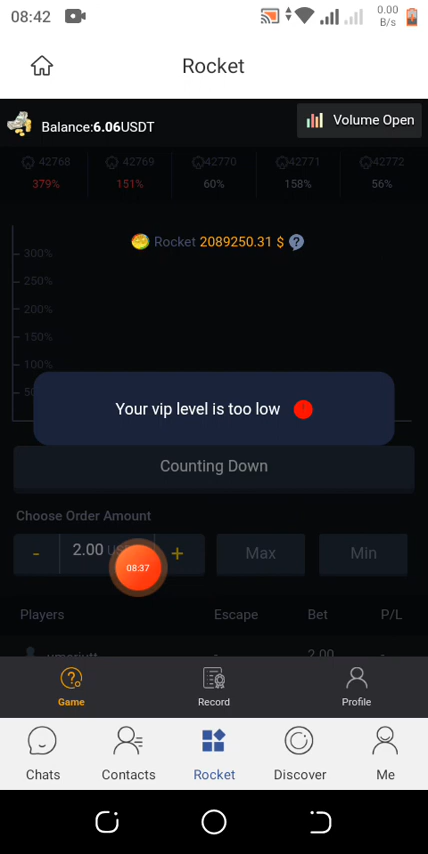 08:42
0.00
B/s
Rocket
Balance:6.06USDT
Volume Open
42768 42769 42770 42771 42772
379% 151% 60% 158% 56%
Rocket 2089250.31 $ ?
300%
250%
200%
150%
100%
Your vip level is too low !
Counting Down
Choose Order Amount
- 2.00 + Max Min
08:37
Players Escape Bet P/L
2.00 -
Game Record Profile
Chats Contacts Rocket Discover Me